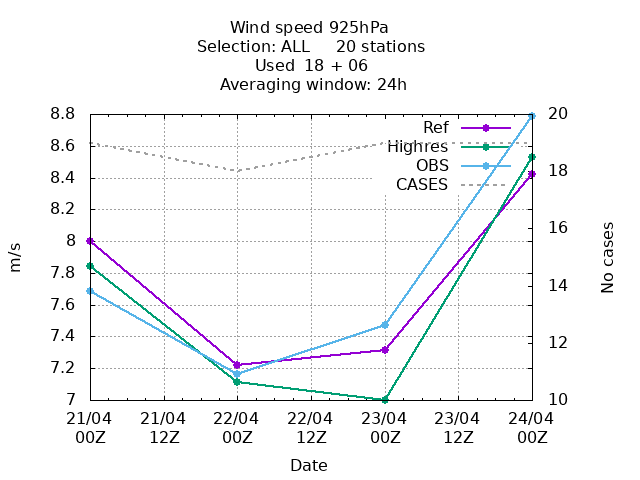 Wind speed 925hPa
Selection: ALL     20 stations
Used  18 + 06
Averaging window: 24h
8.8
8.6
8.4
8.2
8
7.8
7.6
7.4
7.2
7
m/s
20
18
16
14
12
10
No cases
Ref
Highres
OBS
CASES
21/04 21/04 22/04 22/04 23/04 23/04 24/04
00Z 12Z 00Z 12Z 00Z 12Z 00Z
Date